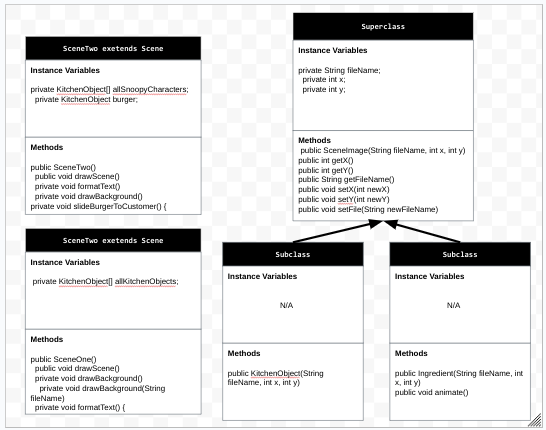 SceneTwo exetends Scene
Instance Variables
private KitchenObject[] allSnoopyCharacters;
private KitchenObject burger;
Methods
public SceneTwo()
public void drawScene()
private void formatText()
private void drawBackground()
private void slideBurgerToCustomer() {
Superclass
Instance Variables
private String fileName;
private int x;
private int y;
Methods
public SceneImage(String fileName, int x, int y)
public int getX()
public int getY()
public String getFileName()
public void setX(int newX)
public void setY(int newY)
public void setFile(String newFileName)
SceneTwo exetends Scene
Instance Variables
private KitchenObject[] allKitchenObjects;
Methods
public SceneOne()
public void drawScene()
private void drawBackground()
private void drawBackground(String
fileName)
private void formatText() {
Subclass
Instance Variables
N/A
Methods
public KitchenObject(String
fileName, int x, int y)
Subclass
Instance Variables
N/A
Methods
public Ingredient(String fileName, int
x, int y)
public void animate()